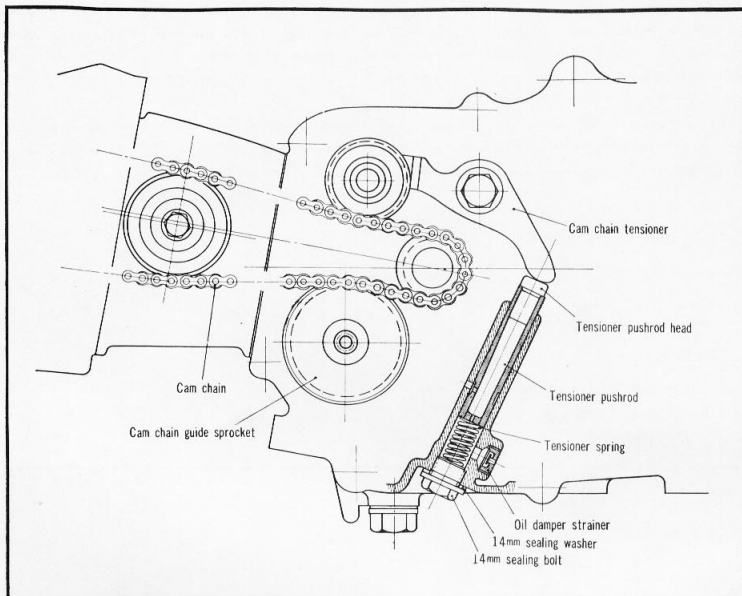 Cam chain tensioner
Tensioner pushrod head
Tensioner pushrod
Cam chain
Cam chain guide sprocket
Tensioner spring
Oil damper strainer
14mm sealing washer
14mm sealing bolt